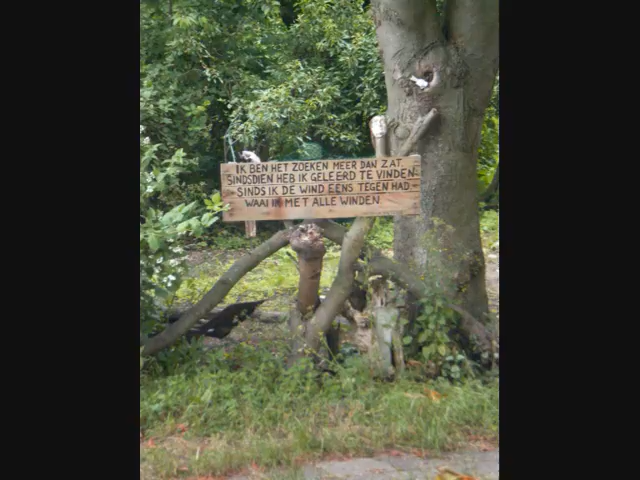 IK BEN HET ZOEKEN MEER DAN ZAT.
SINDSDIEN HEB IK GELEERD TE VINDEN.
SINDS IK DE WIND EENS TEGEN HAD
WAAI IK MET ALLE WINDEN.